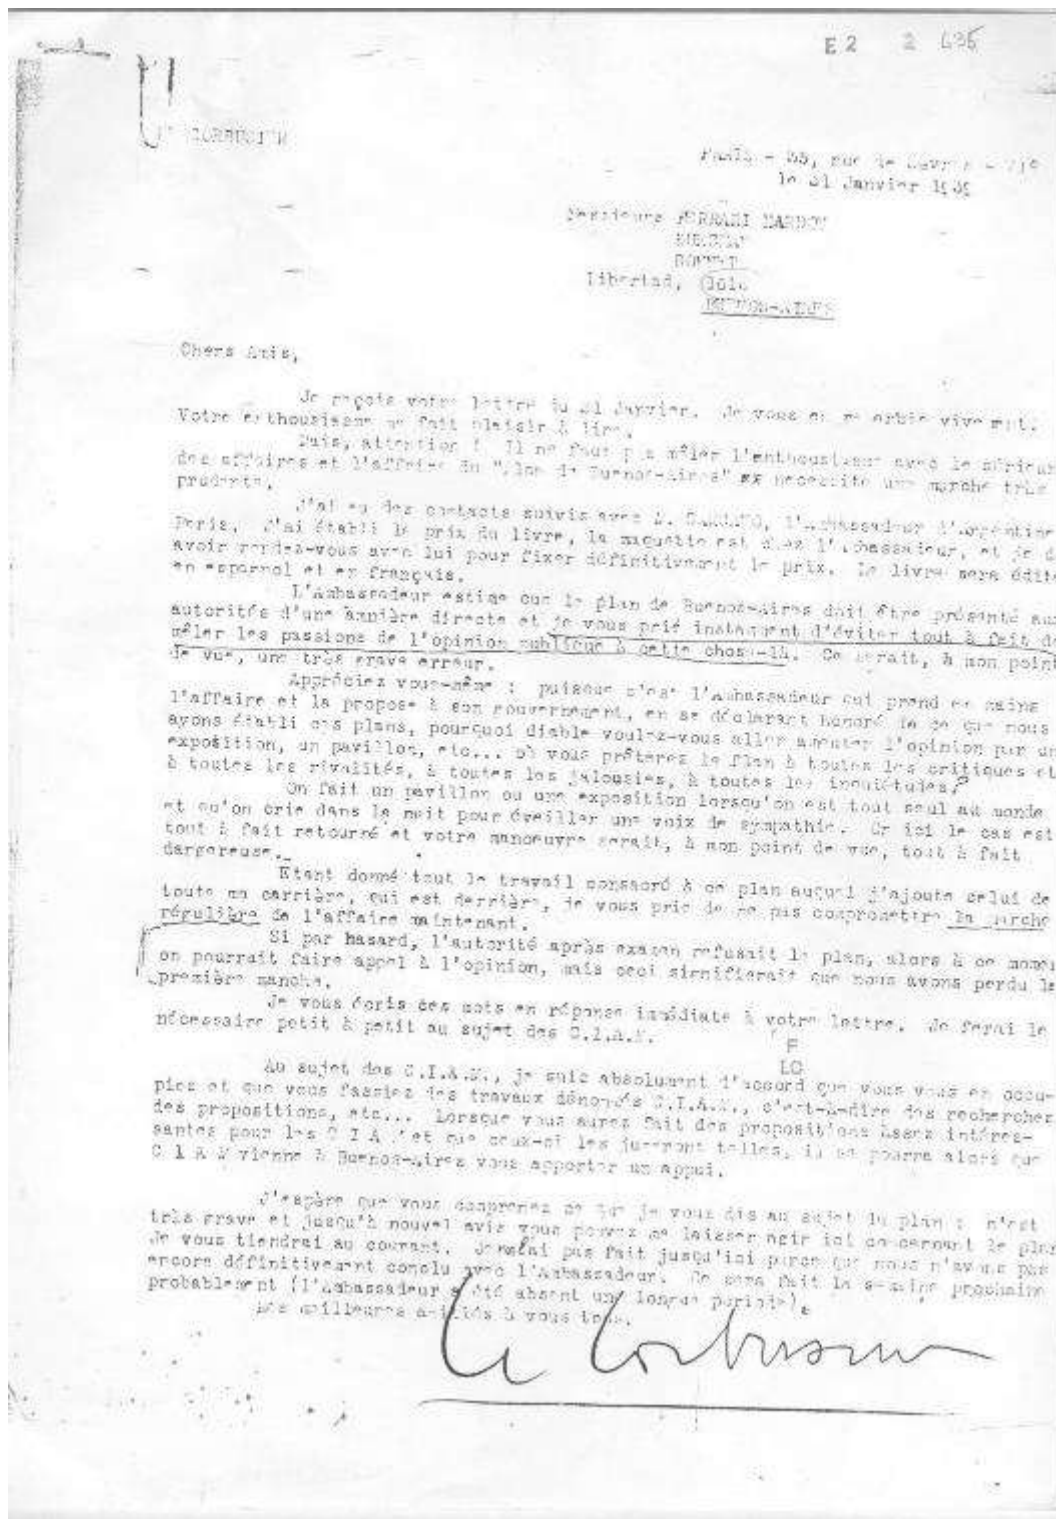 E2 2 635
LE CORBUSIER
PARIS - 35, rue de Sèvres -
le 31 Janvier 1939
Messieurs FERRARI HARDOY
KURCHAN
BONET
Libertad,
BUENOS-AIRES
Chers Amis,
Je reçois votre lettre du 21 Janvier. Je vous en remercie vivement.
Votre enthousiasme me fait plaisir à lire.
Mais, attention ! Il ne faut pas mêler l'enthousiasme avec le sérieux
des affaires et l'affaire du "Plan de Buenos-Aires" nécessite une marche très
prudente.
J'ai eu des contacts suivis avec M. l'Ambassadeur d'Argentine
Paris. J'ai établi le prix du livre, la maquette est chez l'Ambassadeur, et je d
avoir rendez-vous avec lui pour fixer définitivement le prix. Le livre sera édit
en espagnol et en français.
L'Ambassadeur estime que le plan de Buenos-Aires doit être présenté aux
autorités d'une manière directe et je vous prie instamment d'éviter tout à fait de
mêler les passions de l'opinion publique à cette chose-là. Ce serait, à mon point
de vue, une très grave erreur.
Appréciez vous-même : puisque c'est l'Ambassadeur qui prend en mains
l'affaire et la propose à son gouvernement, en se déclarant honoré de ce que nous
ayons établi ces plans, pourquoi diable voulez-vous aller ameuter l'opinion par un
exposition, un pavillon, etc... où vous prêterez le flan à toutes les critiques et
à toutes les rivalités, à toutes les jalousies, à toutes les inquiétudes?
On fait un pavillon ou une exposition lorsqu'on est tout seul au monde
et qu'on crie dans la nuit pour éveiller une voix de sympathie. Or ici le cas est
tout à fait retourné et votre manoeuvre serait, à mon point de vue, tout à fait
dangereuse.
Etant donné tout le travail consacré à ce plan auquel j'ajoute celui de
toute ma carrière, qui est derrière, je vous prie de ne pas compromettre la marche
régulière de l'affaire maintenant.
Si par hasard, l'autorité après examen refusait le plan, alors à ce momen
on pourrait faire appel à l'opinion, mais ceci signifierait que nous avons perdu la
première manche.
Je vous écris ces mots en réponse immédiate à votre lettre. Je ferai le
nécessaire petit à petit au sujet des C.I.A.M.
F
LO
Au sujet des C.I.A.M., je suis absolument d'accord que vous vous en occu-
piez et que vous fassiez des travaux dénommés C.I.A.M., c'est-à-dire des recherches
des propositions, etc... Lorsque vous aurez fait des propositions assez intéres-
santes pour les C I A M et que ceux-ci les jugeront telles, il se pourra alors que
C I A M vienne à Buenos-Aires vous apporter un appui.
J'espère que vous comprenez ce que je vous dis au sujet du plan : c'est
très grave et jusqu'à nouvel avis vous pouvez me laisser agir ici concernant le plan
Je vous tiendrai au courant. Je n'ai pas fait jusqu'ici parce que nous n'avons pas
encore définitivement conclu avec l'Ambassadeur. Ce sera fait la semaine prochaine
probablement (l'Ambassadeur a été absent une longue période).
Mes meilleures amitiés à vous tous.
Le Corbusier